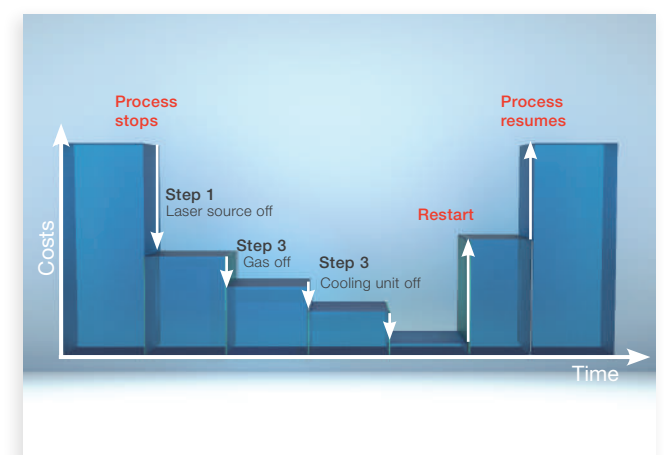 Process
stops
Process
resumes
Step 1
Laser source off
Restart
Step 3
Gas off
Step 3
Cooling unit off
Costs
Time